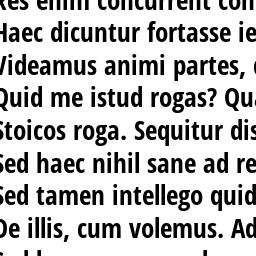 Res enim concurrent con
Haec dicuntur fortasse ie
Videamus animi partes,
Quid me istud rogas? Qua
Stoicos roga. Sequitur dis
Sed haec nihil sane ad re
Sed tamen intellego quid
De illis, cum volemus. Ad